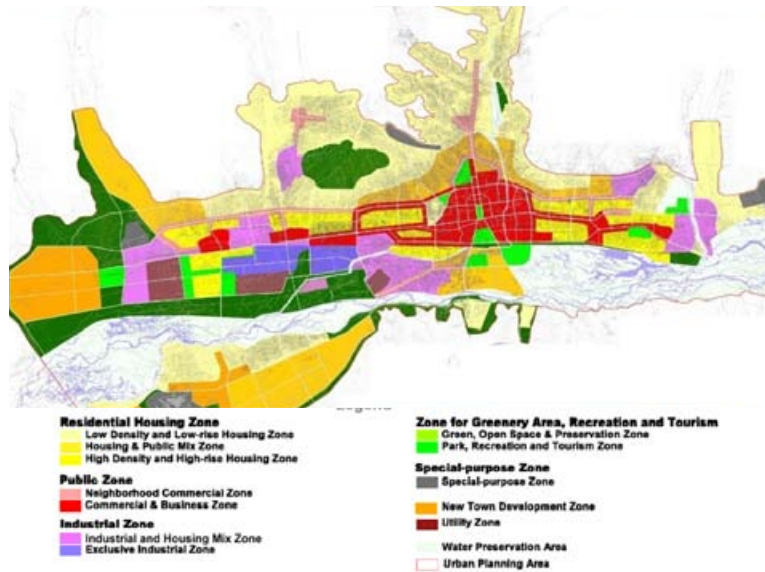 Legend
Residential Housing Zone
Low Density and Low-rise Housing Zone
Housing & Public Mix Zone
High Density and High-rise Housing Zone
Public Zone
Neighborhood Commercial Zone
Commercial & Business Zone
Industrial Zone
Industrial and Housing Mix Zone
Exclusive Industrial Zone
Zone for Greenery Area, Recreation and Tourism
Green, Open Space & Preservation Zone
Park, Recreation and Tourism Zone
Special-purpose Zone
Special-purpose Zone
New Town Development Zone
Utility Zone
Water Preservation Area
Urban Planning Area